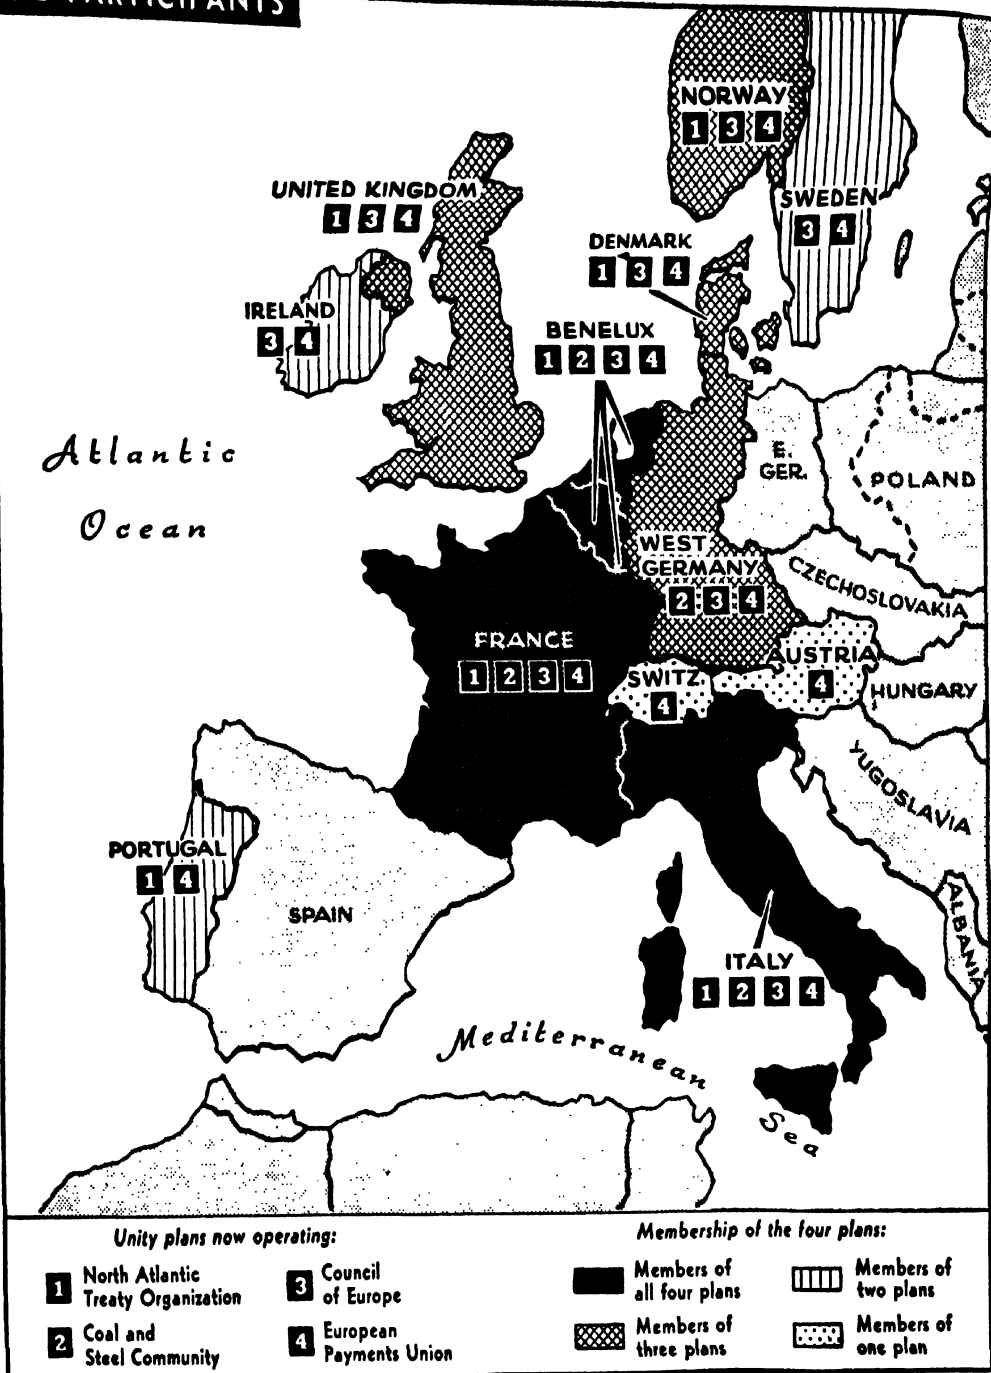 PARTICIPANTS
NORWAY
1 3 4
UNITED KINGDOM
1 3 4
SWEDEN
3 4
DENMARK
1 3 4
IRELAND
3 4
BENELUX
1 2 3 4
Atlantic
Ocean
E.
GER.
POLAND
WEST
GERMANY
2 3 4
CZECHOSLOVAKIA
FRANCE
1 2 3 4
SWITZ.
4
AUSTRIA
4
HUNGARY
YUGOSLAVIA
PORTUGAL
1 4
SPAIN
ALBANIA
ITALY
1 2 3 4
Mediterranean
Sea
Unity plans now operating:
1 North Atlantic
Treaty Organization
2 Coal and
Steel Community
3 Council
of Europe
4 European
Payments Union
Membership of the four plans:
Members of
all four plans
Members of
three plans
Members of
two plans
Members of
one plan